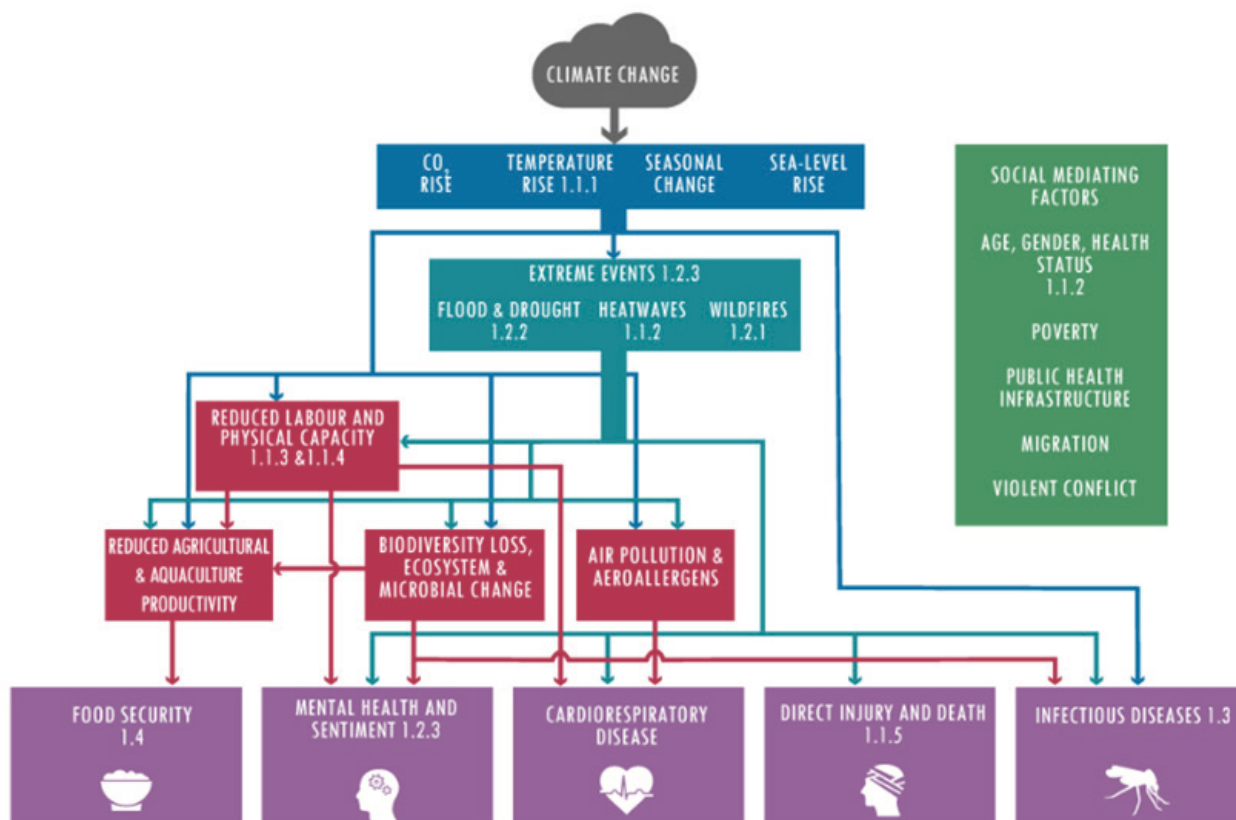 CLIMATE CHANGE
CO₂ RISE
TEMPERATURE RISE 1.1.1
SEASONAL CHANGE
SEA-LEVEL RISE
SOCIAL MEDIATING
FACTORS
AGE, GENDER, HEALTH
STATUS
1.1.2
POVERTY
PUBLIC HEALTH
INFRASTRUCTURE
MIGRATION
VIOLENT CONFLICT
EXTREME EVENTS 1.2.3
FLOOD & DROUGHT
1.2.2
HEATWAVES
1.1.2
WILDFIRES
1.2.1
REDUCED LABOUR AND
PHYSICAL CAPACITY
1.1.3 &1.1.4
REDUCED AGRICULTURAL
& AQUACULTURE
PRODUCTIVITY
BIODIVERSITY LOSS,
ECOSYSTEM &
MICROBIAL CHANGE
AIR POLLUTION &
AEROALLERGENS
FOOD SECURITY
1.4
MENTAL HEALTH AND
SENTIMENT 1.2.3
CARDIORESPIRATORY
DISEASE
DIRECT INJURY AND DEATH
1.1.5
INFECTIOUS DISEASES 1.3